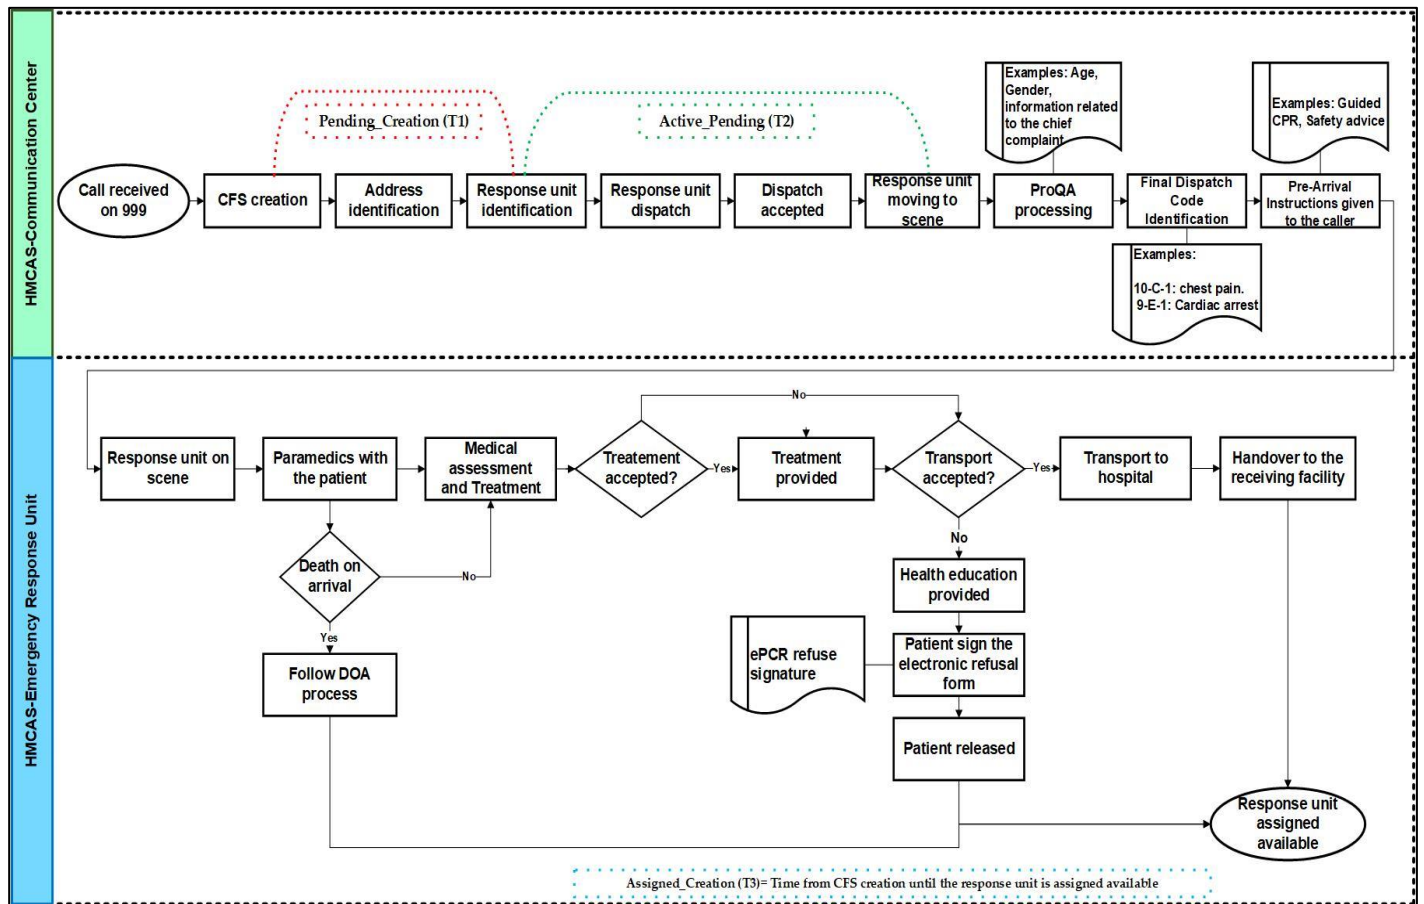 HMCAS-Communication Center
Pending_Creation (T1)
Active_Pending (T2)
Examples: Age,
Gender,
information related
to the chief
complaint
Examples: Guided
CPR, Safety advice
Call received
on 999
CFS creation
Address
identification
Response unit
identification
Response unit
dispatch
Dispatch
accepted
Response unit
moving to
scene
ProQA
processing
Final Dispatch
Code
Identification
Pre-Arrival
Instructions given
to the caller
Examples:
10-C-1: chest pain.
9-E-1: Cardiac arrest
HMCAS-Emergency Response Unit
No
Response unit on
scene
Paramedics with
the patient
Medical
assessment
and Treatment
Treatement
accepted?
Yes
Treatment
provided
Transport
accepted?
Yes
Transport to
hospital
Handover to the
receiving facility
No
Death on
arrival
No
Health education
provided
Yes
ePCR refuse
signature
Patient sign the
electronic refusal
form
Follow DOA
process
Patient released
Response unit
assigned
available
Assigned_Creation (T3)= Time from CFS creation until the response unit is assigned available